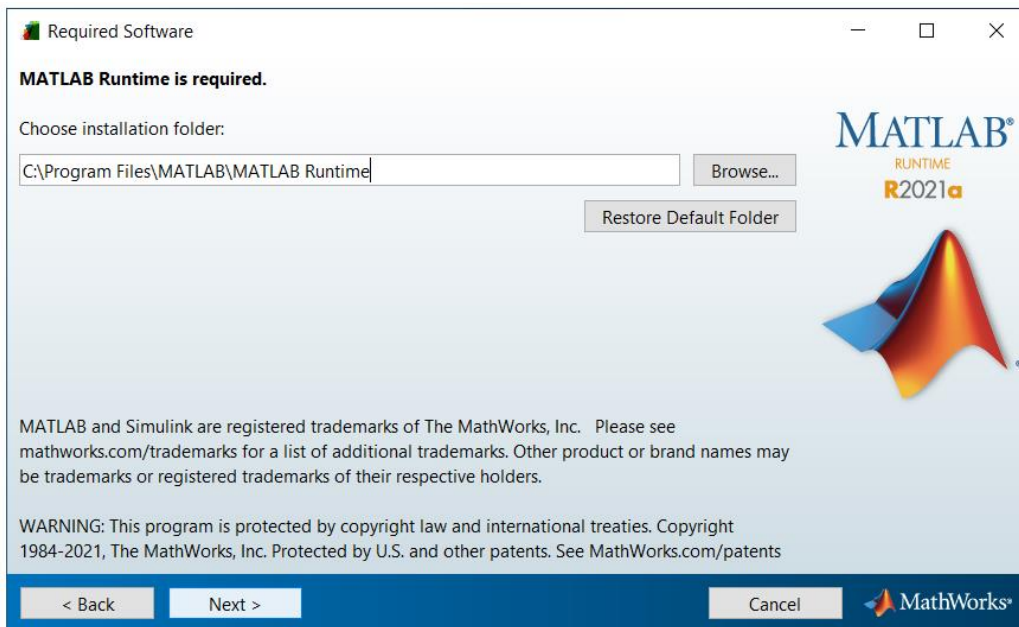 Required Software
MATLAB Runtime is required.
Choose installation folder:
C:\Program Files\MATLAB\MATLAB Runtime
Browse...
Restore Default Folder
MATLAB®
RUNTIME
R2021a
MATLAB and Simulink are registered trademarks of The MathWorks, Inc.   Please see
mathworks.com/trademarks for a list of additional trademarks. Other product or brand names may
be trademarks or registered trademarks of their respective holders.
WARNING: This program is protected by copyright law and international treaties. Copyright
1984-2021, The MathWorks, Inc. Protected by U.S. and other patents. See MathWorks.com/patents
< Back
Next >
Cancel
MathWorks®